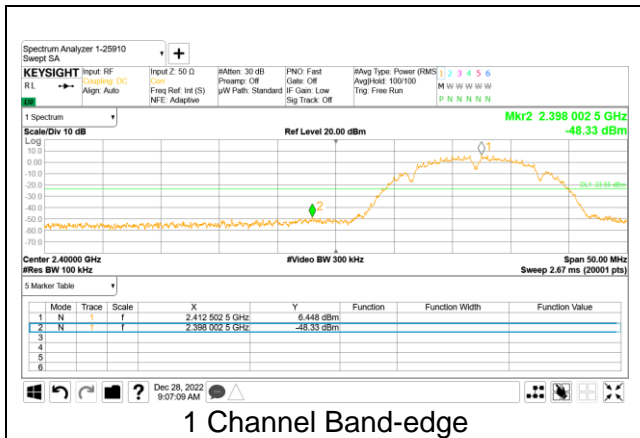 Spectrum Analyzer 1-25910
Swept SA
KEYSIGHT Input: RF Input Z: 50 Ω #Atten: 30 dB PNO: Fast #Avg Type: Power (RMS 1 2 3 4 5 6
RL Coupling: DC Corr Preamp: Off Gate: Off Avg|Hold: 100/100 M W W W W W
Align: Auto Freq Ref: Int (S) µW Path: Standard IF Gain: Low Trig: Free Run
NFE: Adaptive Sig Track: Off P N N N N N
1 Spectrum Mkr2 2.398 002 5 GHz
Scale/Div 10 dB Ref Level 20.00 dBm -48.33 dBm
Log
10.0 1
0.00
-10.0
-20.0
-30.0
-40.0 2
-50.0
-60.0
-70.0
Center 2.40000 GHz #Video BW 300 kHz Span 50.00 MHz
#Res BW 100 kHz Sweep 2.67 ms (20001 pts)
5 Marker Table
Mode Trace Scale X Y Function Function Width Function Value
1 N 1 f 2.412 502 5 GHz 6.448 dBm
2 N 1 f 2.398 002 5 GHz -48.33 dBm
3
4
5
6
? Dec 28, 2022
9:07:09 AM
1 Channel Band-edge